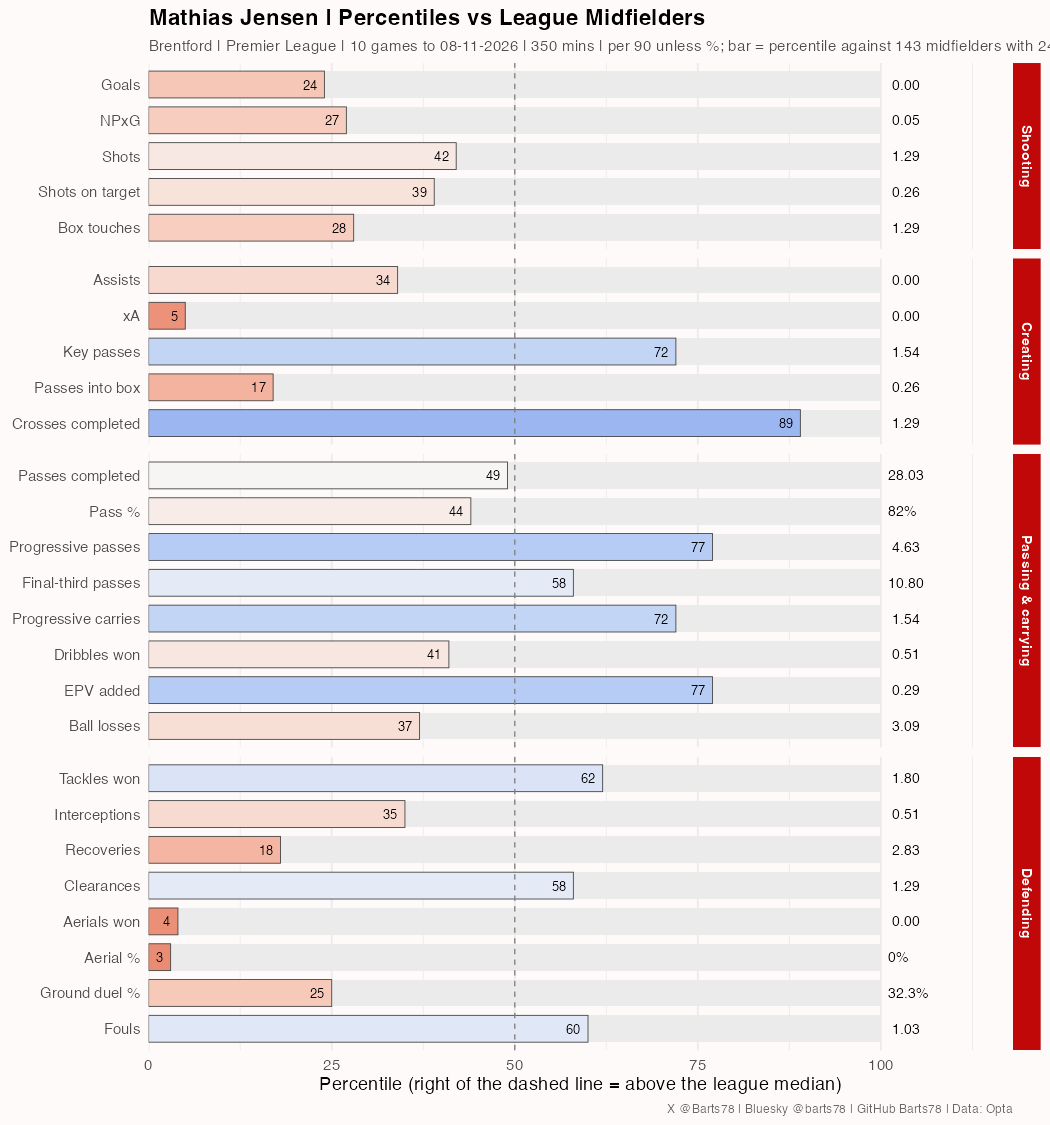 Mathias Jensen | Percentiles vs League Midfielders
Brentford | Premier League | 10 games to 08-11-2026 | 350 mins | per 90 unless %; bar = percentile against 143 midfielders with
Shooting
Goals 24 0.00
NPxG 27 0.05
Shots 42 1.29
Shots on target 39 0.26
Box touches 28 1.29
Creating
Assists 34 0.00
xA 5 0.00
Key passes 72 1.54
Passes into box 17 0.26
Crosses completed 89 1.29
Passing & carrying
Passes completed 49 28.03
Pass % 44 82%
Progressive passes 77 4.63
Final-third passes 58 10.80
Progressive carries 72 1.54
Dribbles won 41 0.51
EPV added 77 0.29
Ball losses 37 3.09
Defending
Tackles won 62 1.80
Interceptions 35 0.51
Recoveries 18 2.83
Clearances 58 1.29
Aerials won 4 0.00
Aerial % 3 0%
Ground duel % 25 32.3%
Fouls 60 1.03
0 25 50 75 100
Percentile (right of the dashed line = above the league median)
X @Barts78 | Bluesky @barts78 | GitHub Barts78 | Data: Opta